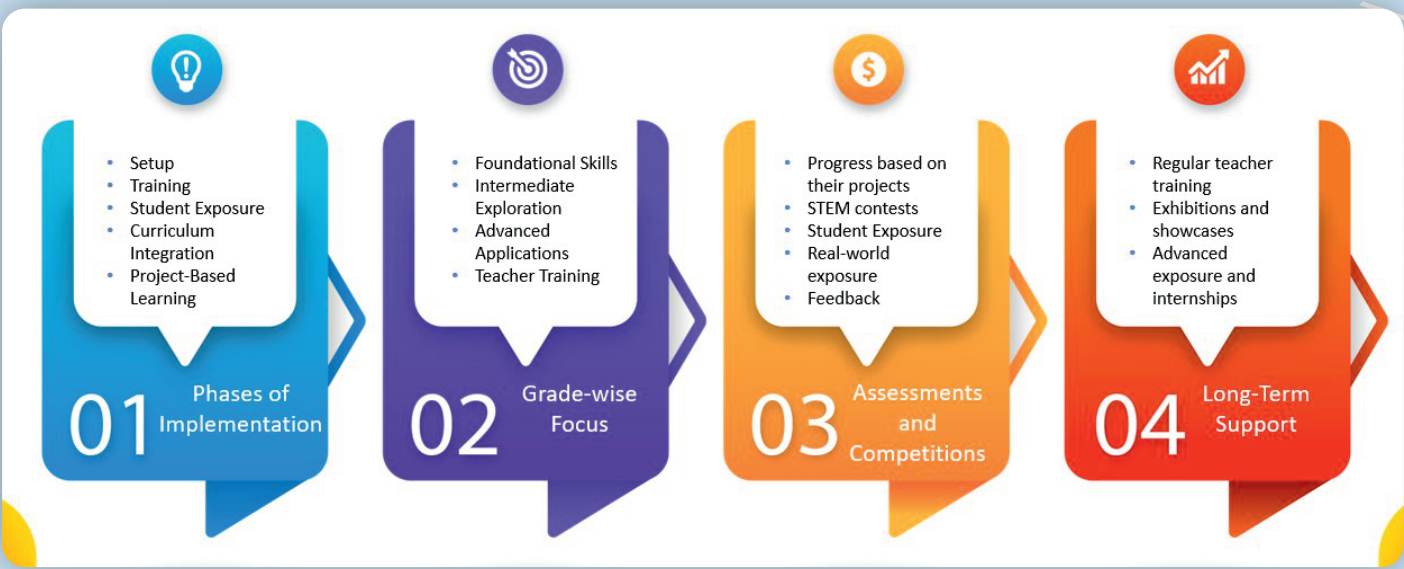 • Setup
• Training
• Student Exposure
• Curriculum
Integration
• Project-Based
Learning
01
Phases of
Implementation
• Foundational Skills
• Intermediate
Exploration
• Advanced
Applications
• Teacher Training
02
Grade-wise
Focus
$
• Progress based on
their projects
• STEM contests
• Student Exposure
• Real-world
exposure
• Feedback
03
Assessments
and
Competitions
• Regular teacher
training
• Exhibitions and
showcases
• Advanced
exposure and
internships
04
Long-Term
Support